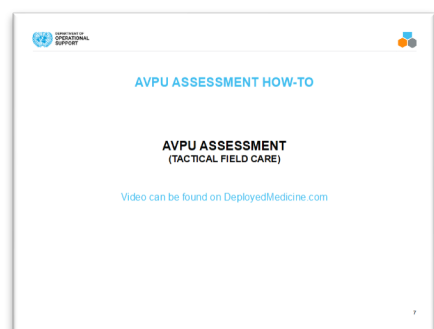 DEPARTMENT OF
OPERATIONAL
SUPPORT
AVPU ASSESSMENT HOW-TO
AVPU ASSESSMENT
(TACTICAL FIELD CARE)
Video can be found on DeployedMedicine.com
7